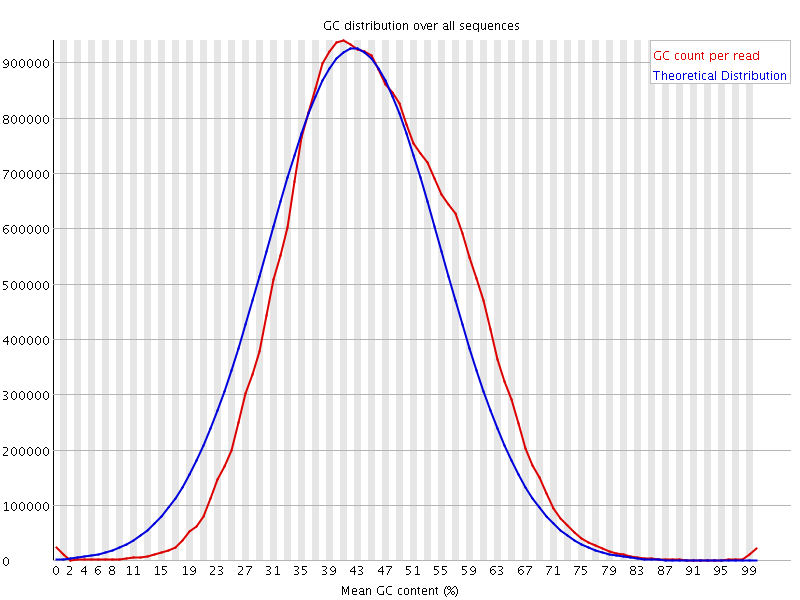 GC distribution over all sequences
GC count per read
Theoretical Distribution
900000
800000
700000
600000
500000
400000
300000
200000
100000
0
0 2 4 6 8 11 15 19 23 27 31 35 39 43 47 51 55 59 63 67 71 75 79 83 87 91 95 99
Mean GC content (%)